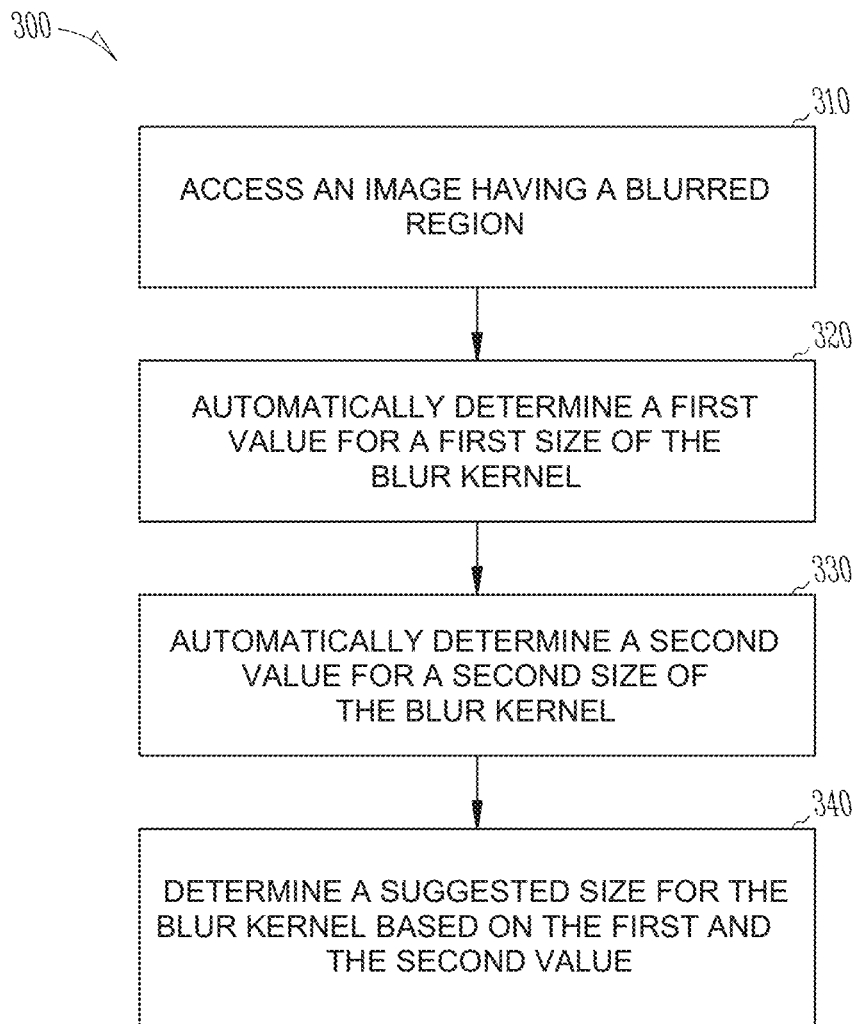 300
310
ACCESS AN IMAGE HAVING A BLURRED
REGION
320
AUTOMATICALLY DETERMINE A FIRST
VALUE FOR A FIRST SIZE OF THE
BLUR KERNEL
330
AUTOMATICALLY DETERMINE A SECOND
VALUE FOR A SECOND SIZE OF
THE BLUR KERNEL
340
DETERMINE A SUGGESTED SIZE FOR THE
BLUR KERNEL BASED ON THE FIRST AND
THE SECOND VALUE